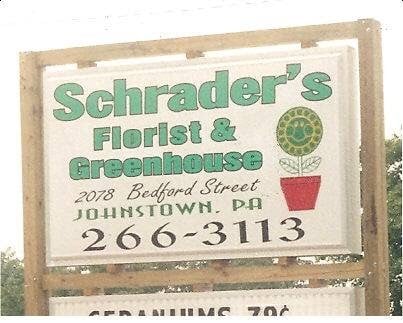 Schrader's
Florist &
Greenhouse
2078 Bedford Street
JOHNSTOWN, PA
266-3113
GERANIUMS 79¢